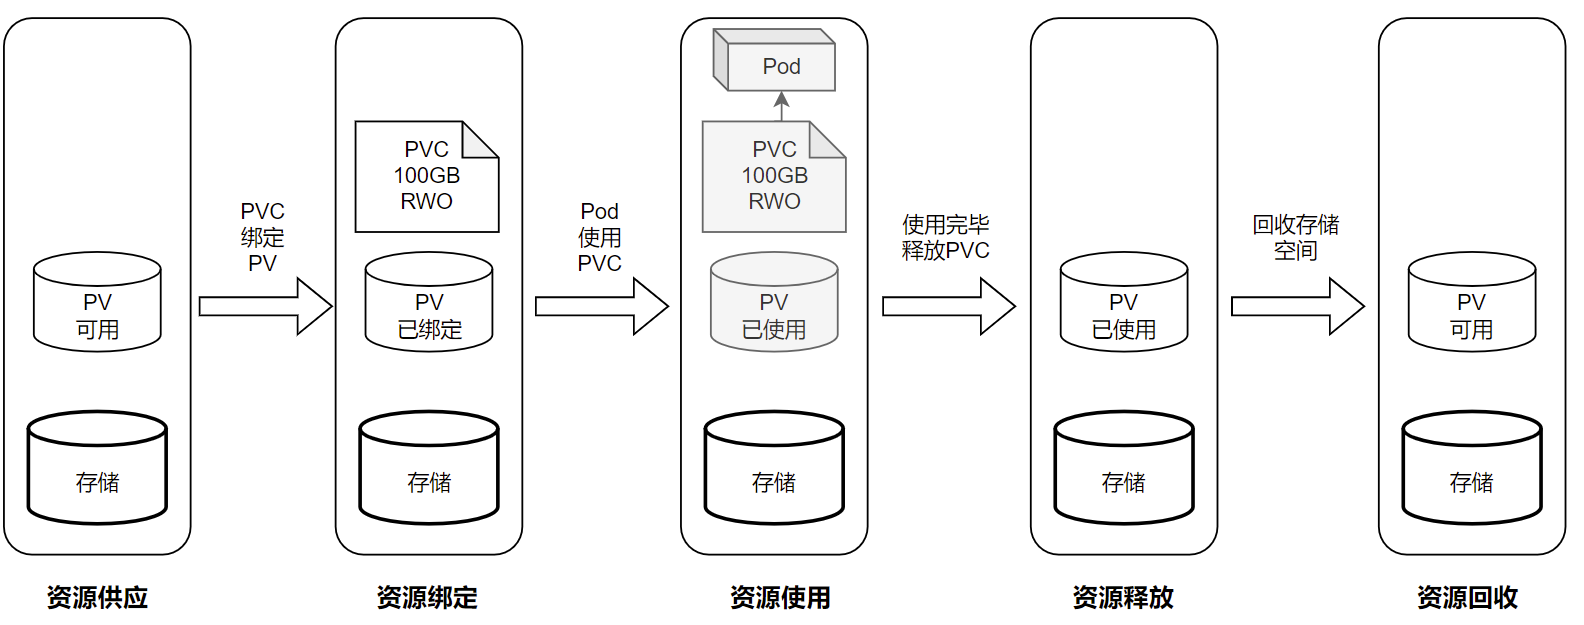 PV
可用
存储
资源供应
PVC
绑定
PV
PVC
100GB
RWO
PV
已绑定
存储
资源绑定
Pod
使用
PVC
Pod
PVC
100GB
RWO
PV
已使用
存储
资源使用
使用完毕
释放PVC
PV
已使用
存储
资源释放
回收存储
空间
PV
可用
存储
资源回收